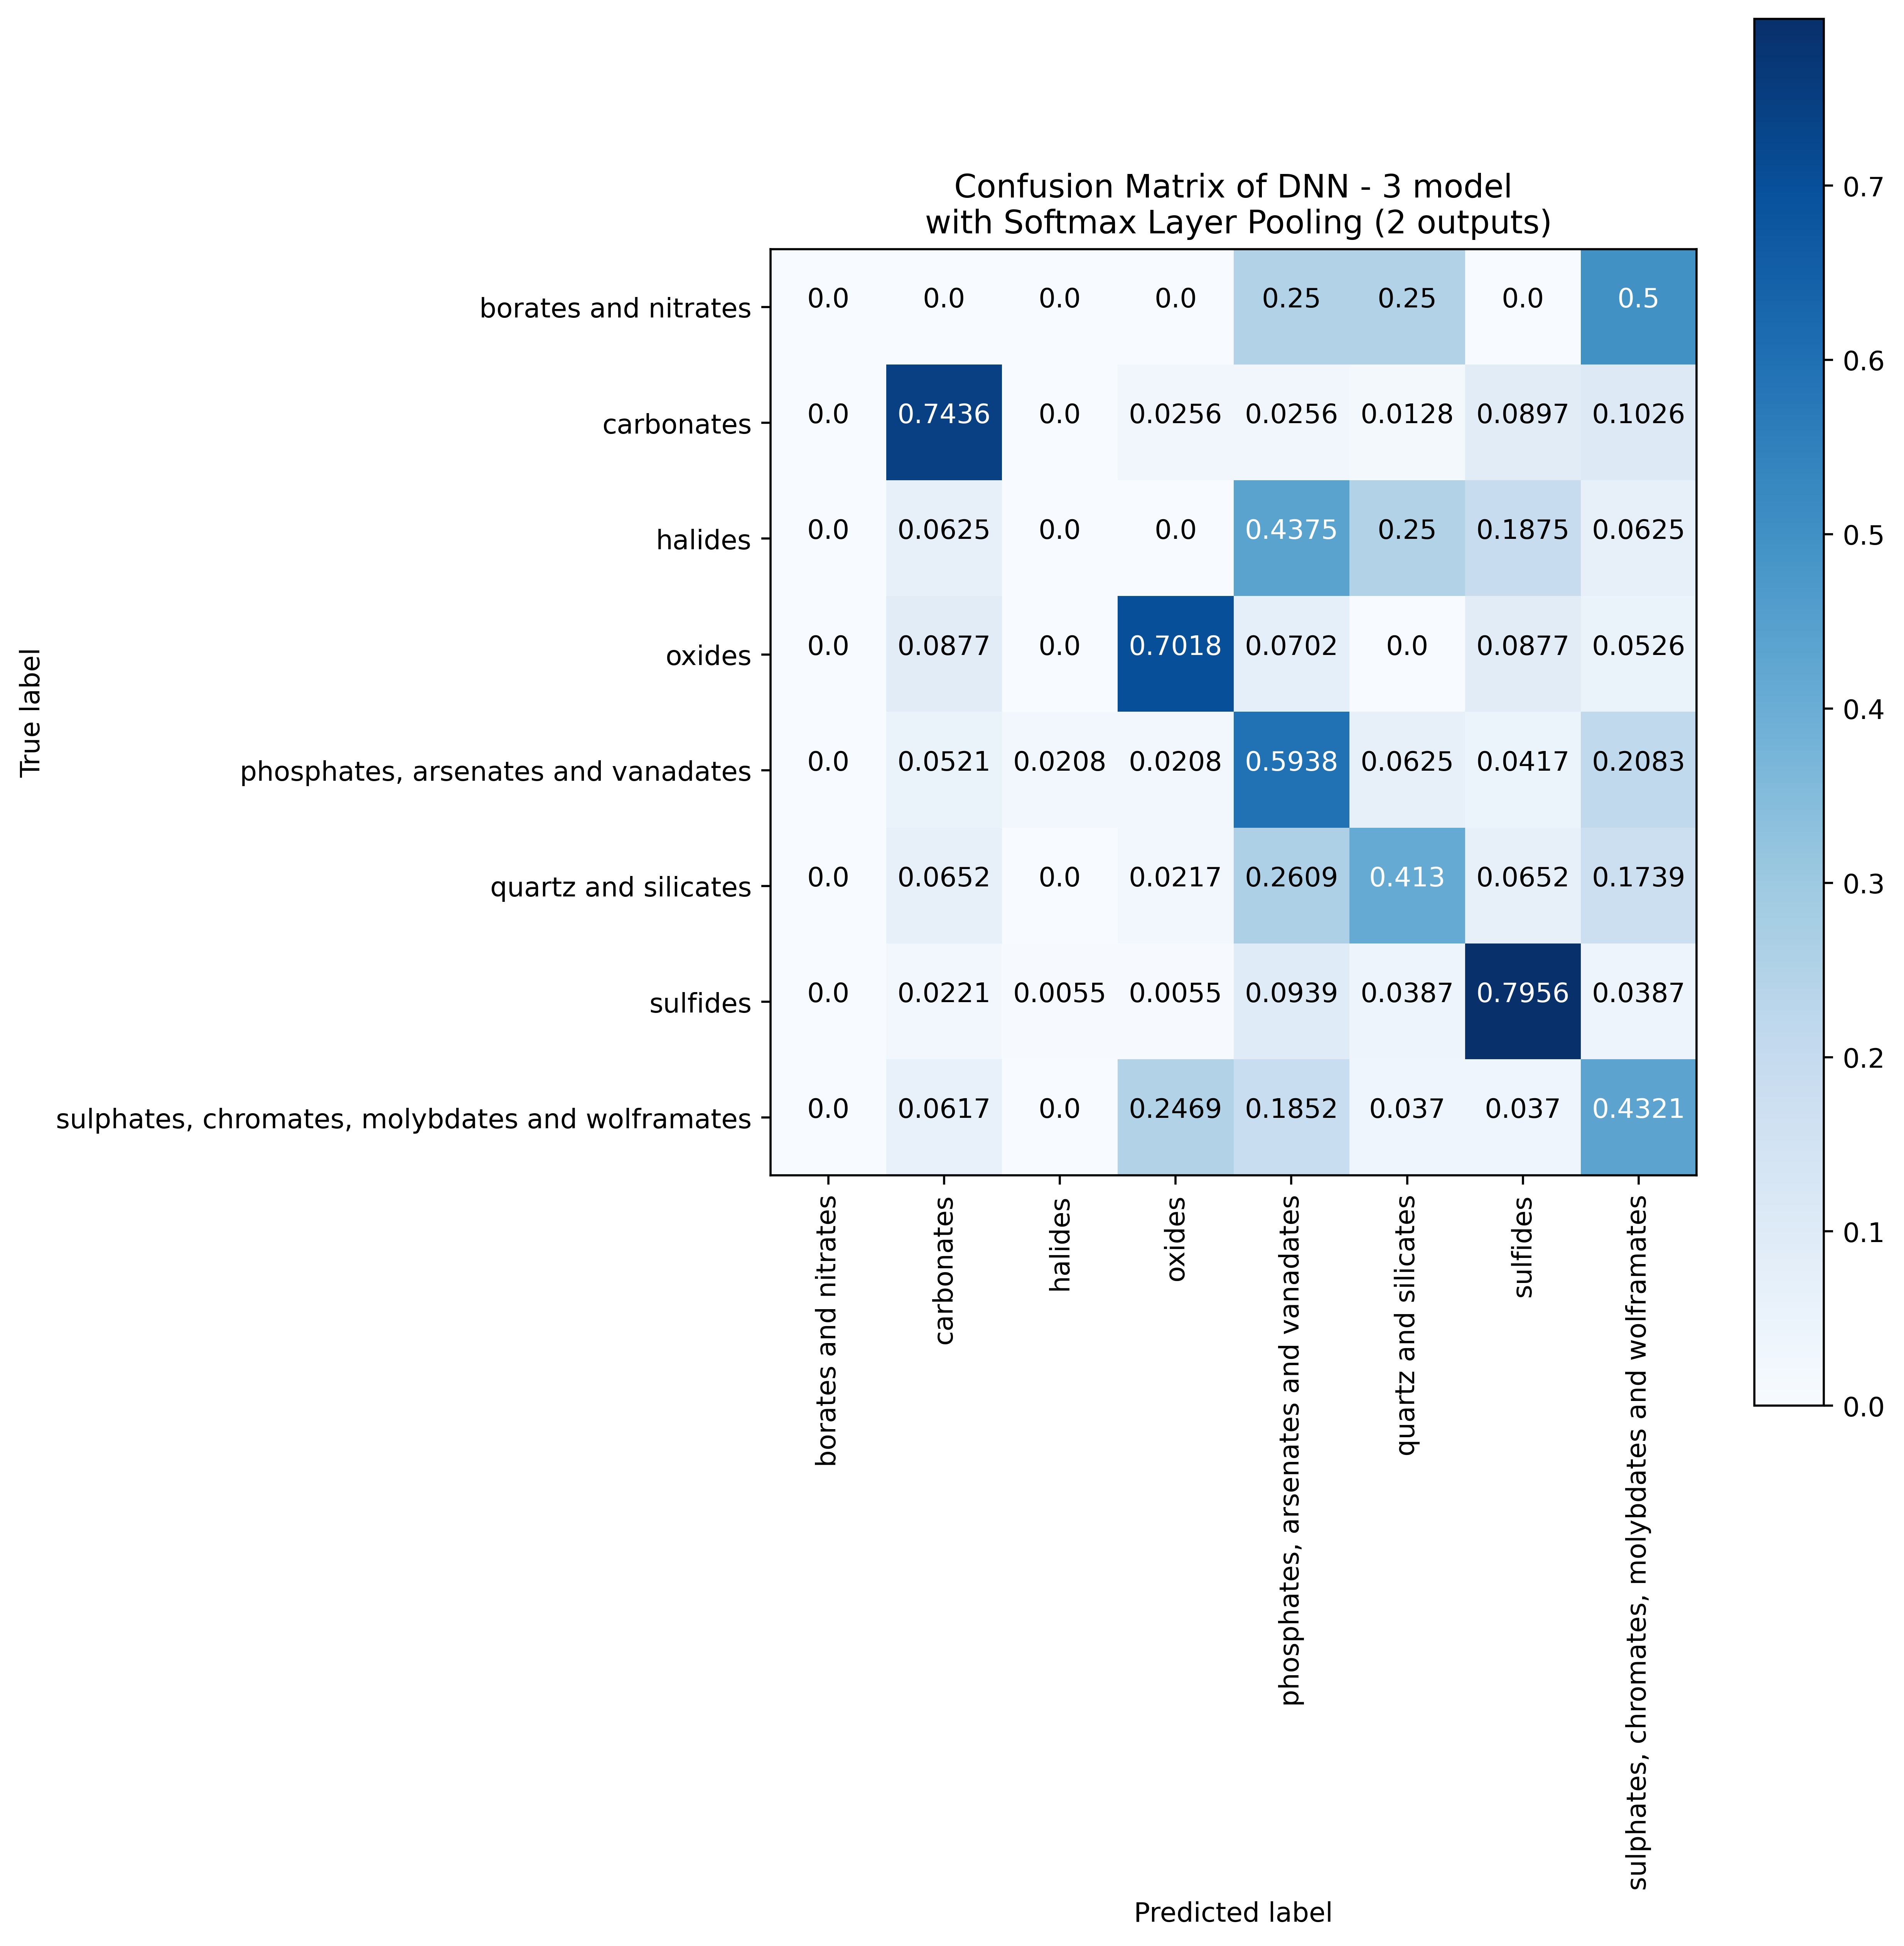 Confusion Matrix of DNN - 3 model
with Softmax Layer Pooling (2 outputs)
True label
borates and nitrates 0.0 0.0 0.0 0.0 0.25 0.25 0.0 0.5
carbonates 0.0 0.7436 0.0 0.0256 0.0256 0.0128 0.0897 0.1026
halides 0.0 0.0625 0.0 0.0 0.4375 0.25 0.1875 0.0625
oxides 0.0 0.0877 0.0 0.7018 0.0702 0.0 0.0877 0.0526
phosphates, arsenates and vanadates 0.0 0.0521 0.0208 0.0208 0.5938 0.0625 0.0417 0.2083
quartz and silicates 0.0 0.0652 0.0 0.0217 0.2609 0.413 0.0652 0.1739
sulfides 0.0 0.0221 0.0055 0.0055 0.0939 0.0387 0.7956 0.0387
sulphates, chromates, molybdates and wolframates 0.0 0.0617 0.0 0.2469 0.1852 0.037 0.037 0.4321
borates and nitrates
carbonates
halides
oxides
phosphates, arsenates and vanadates
quartz and silicates
sulfides
sulphates, chromates, molybdates and wolframates
Predicted label
0.7
0.6
0.5
0.4
0.3
0.2
0.1
0.0